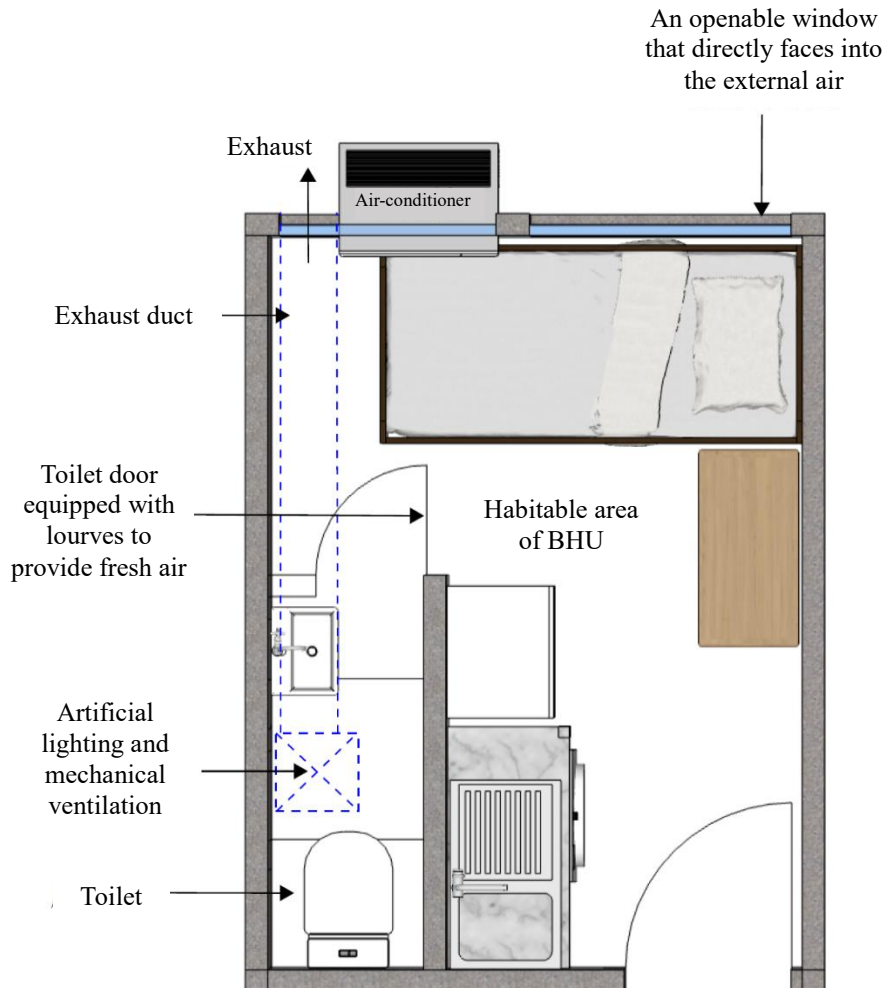 An openable window
that directly faces into
the external air
Exhaust
Air-conditioner
Exhaust duct
Toilet door
equipped with
lourves to
provide fresh air
Habitable area
of BHU
Artificial
lighting and
mechanical
ventilation
Toilet